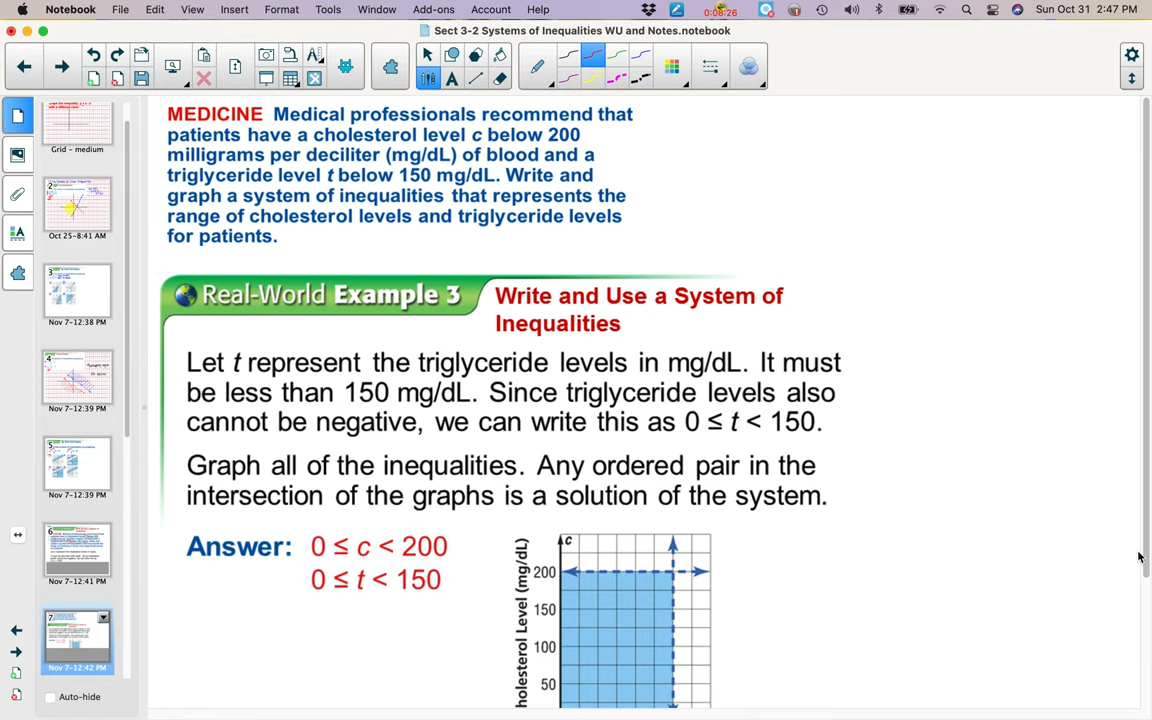 Notebook File Edit View Insert Format Tools Window Add-ons Account Help 0:08:26 Sun Oct 31 2:47 PM
Sect 3-2 Systems of Inequalities WU and Notes.notebook
Grid - medium
2
Oct 25-8:41 AM
3
Nov 7-12:38 PM
4
Nov 7-12:39 PM
5
Nov 7-12:39 PM
6
Nov 7-12:41 PM
7
Nov 7-12:42 PM
Auto-hide
MEDICINE Medical professionals recommend that
patients have a cholesterol level c below 200
milligrams per deciliter (mg/dL) of blood and a
triglyceride level t below 150 mg/dL. Write and
graph a system of inequalities that represents the
range of cholesterol levels and triglyceride levels
for patients.
Real-World Example 3
Write and Use a System of
Inequalities
Let t represent the triglyceride levels in mg/dL. It must
be less than 150 mg/dL. Since triglyceride levels also
cannot be negative, we can write this as 0 ≤ t < 150.
Graph all of the inequalities. Any ordered pair in the
intersection of the graphs is a solution of the system.
Answer: 0 ≤ c < 200
0 ≤ t < 150
holesterol Level (mg/dL)
c
200
150
100
50